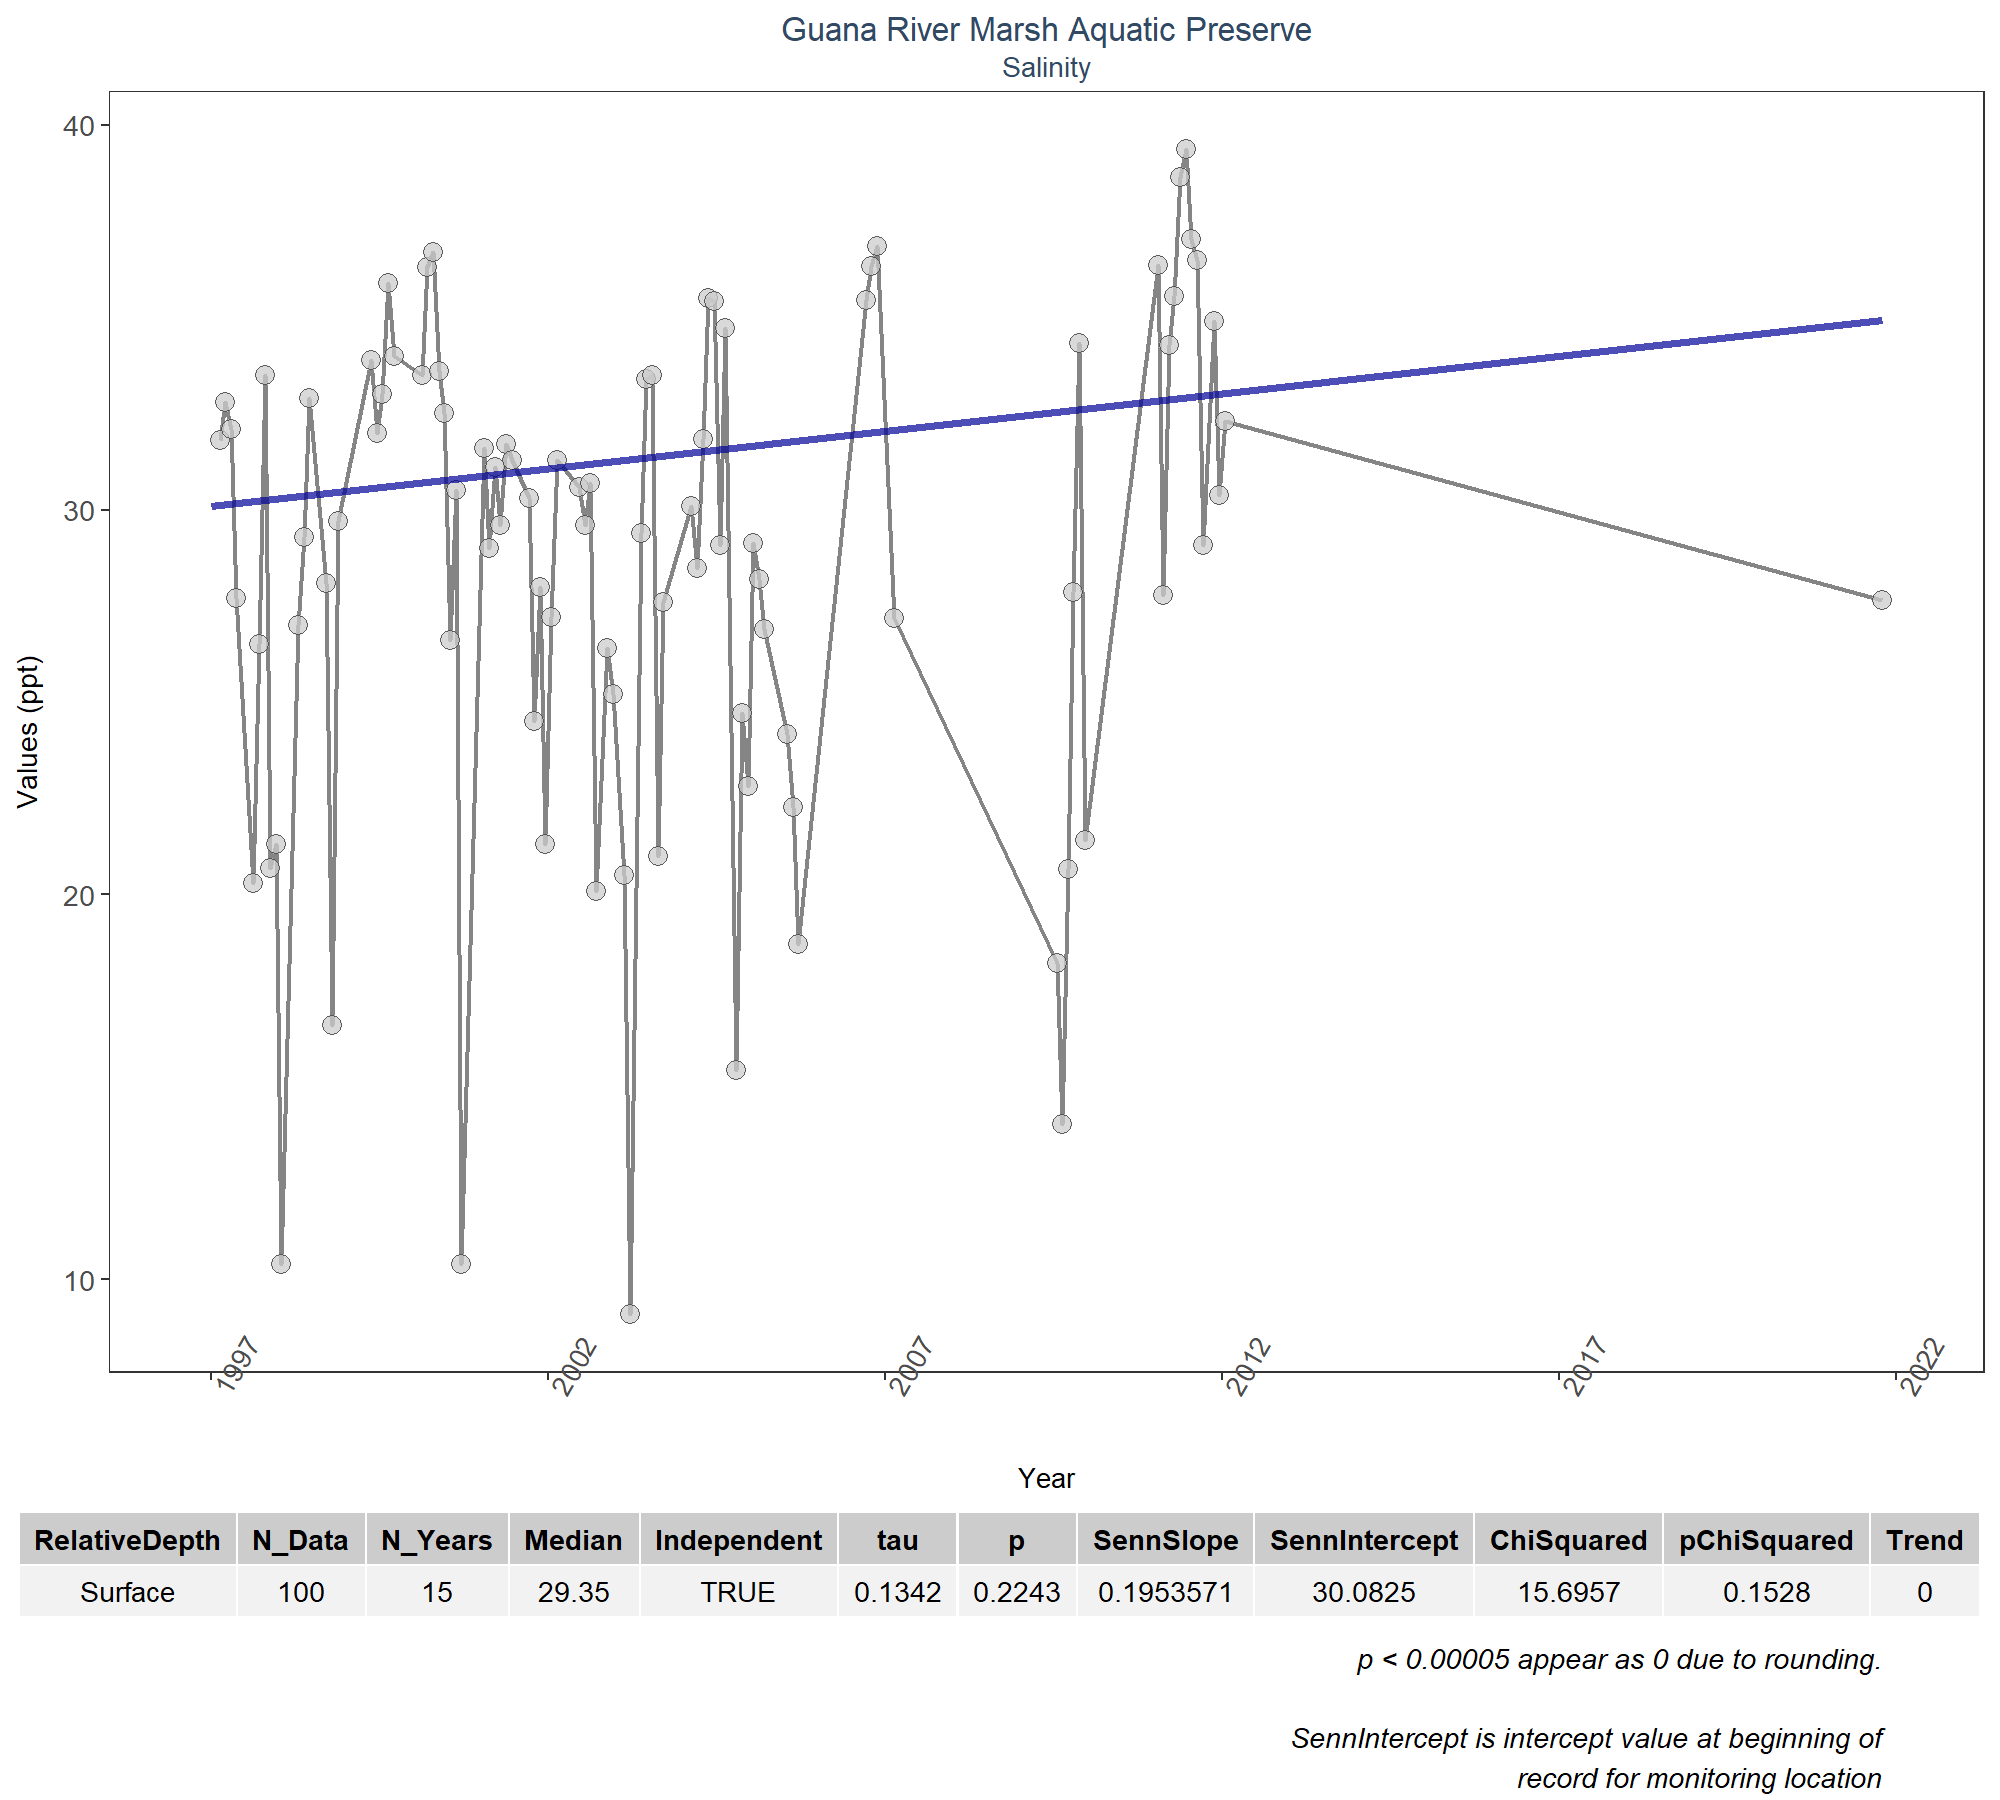 Guana River Marsh Aquatic Preserve
Salinity
40
30
20
10
Values (ppt)
1997 2002 2007 2012 2017 2022
Year
RelativeDepth N_Data N_Years Median Independent tau p SennSlope SennIntercept ChiSquared pChiSquared Trend
Surface 100 15 29.35 TRUE 0.1342 0.2243 0.1953571 30.0825 15.6957 0.1528 0
p < 0.00005 appear as 0 due to rounding.
SennIntercept is intercept value at beginning of
record for monitoring location